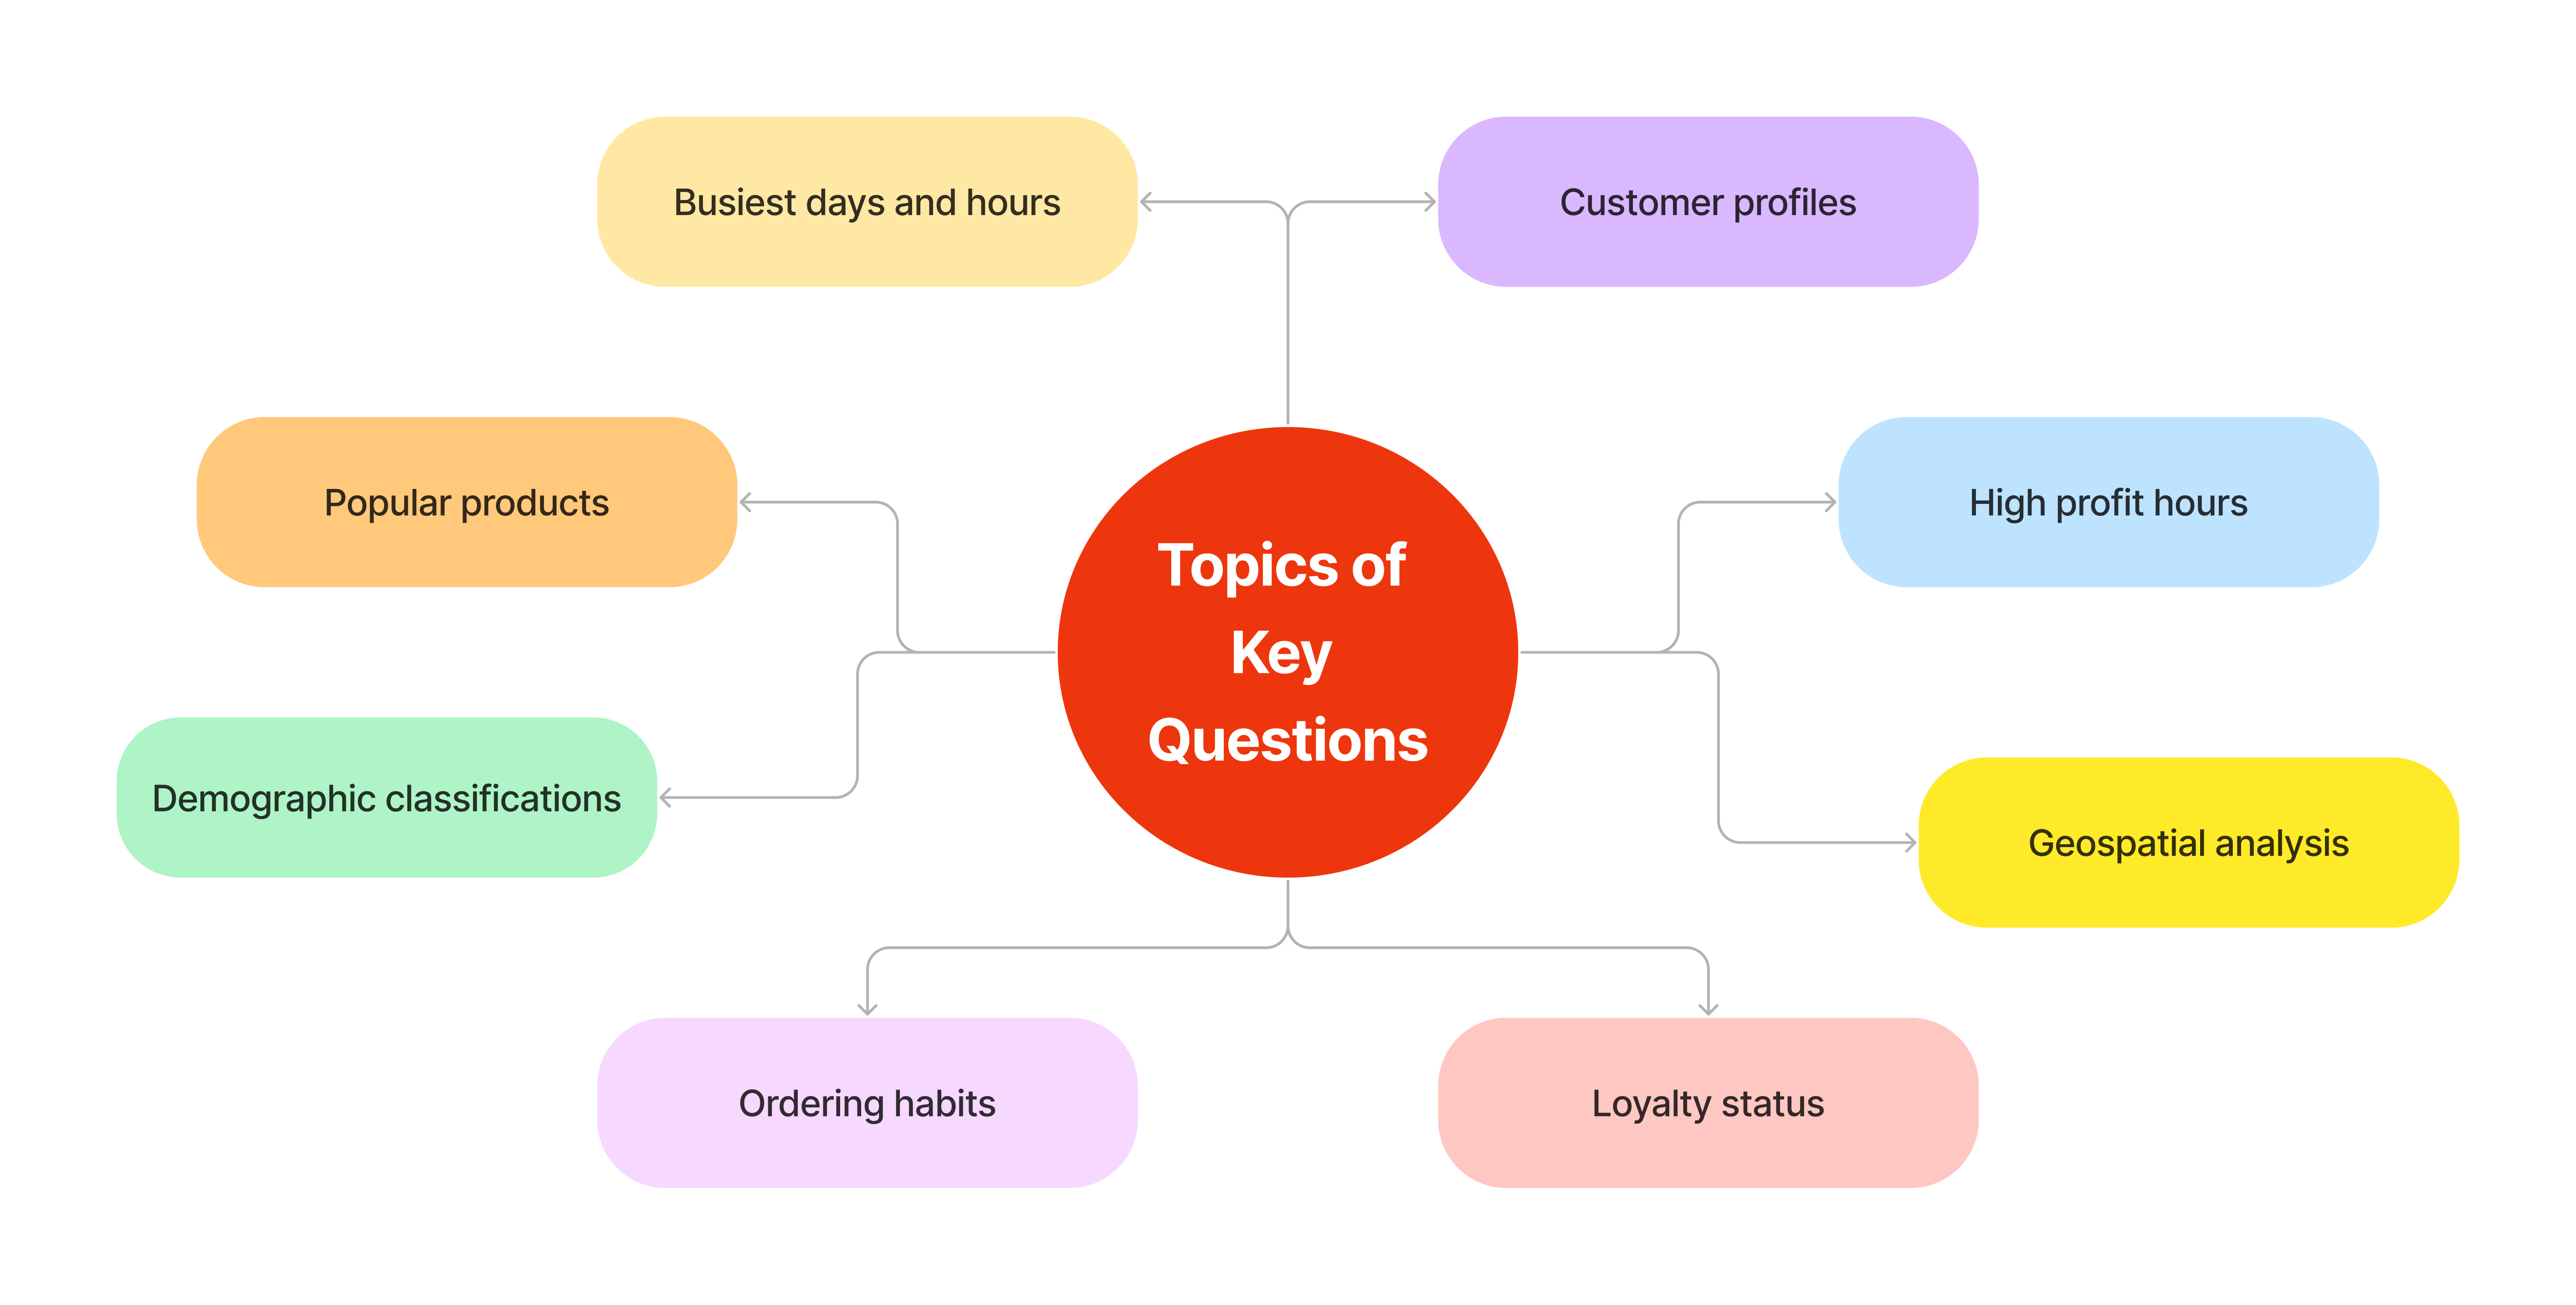 Busiest days and hours
Customer profiles
Popular products
High profit hours
Topics of
Key
Questions
Demographic classifications
Geospatial analysis
Ordering habits
Loyalty status